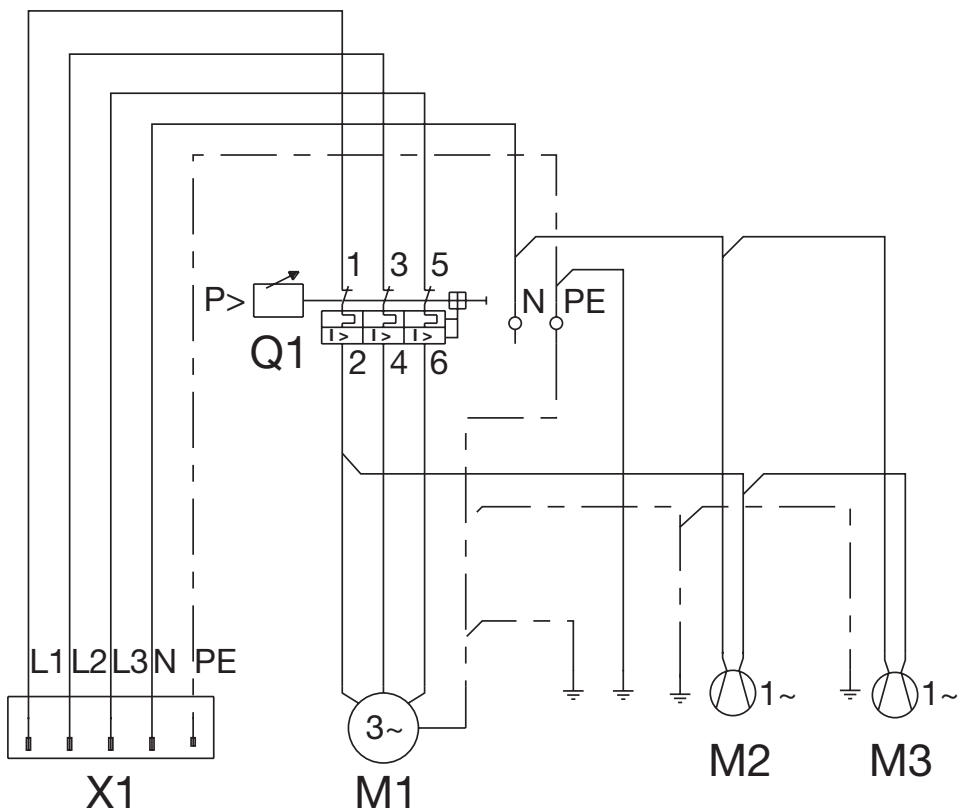 1 3 5
P>
N PE
Q1
I> I> I>
2 4 6
L1 L2 L3 N PE
3~
1~
1~
X1
M1
M2
M3